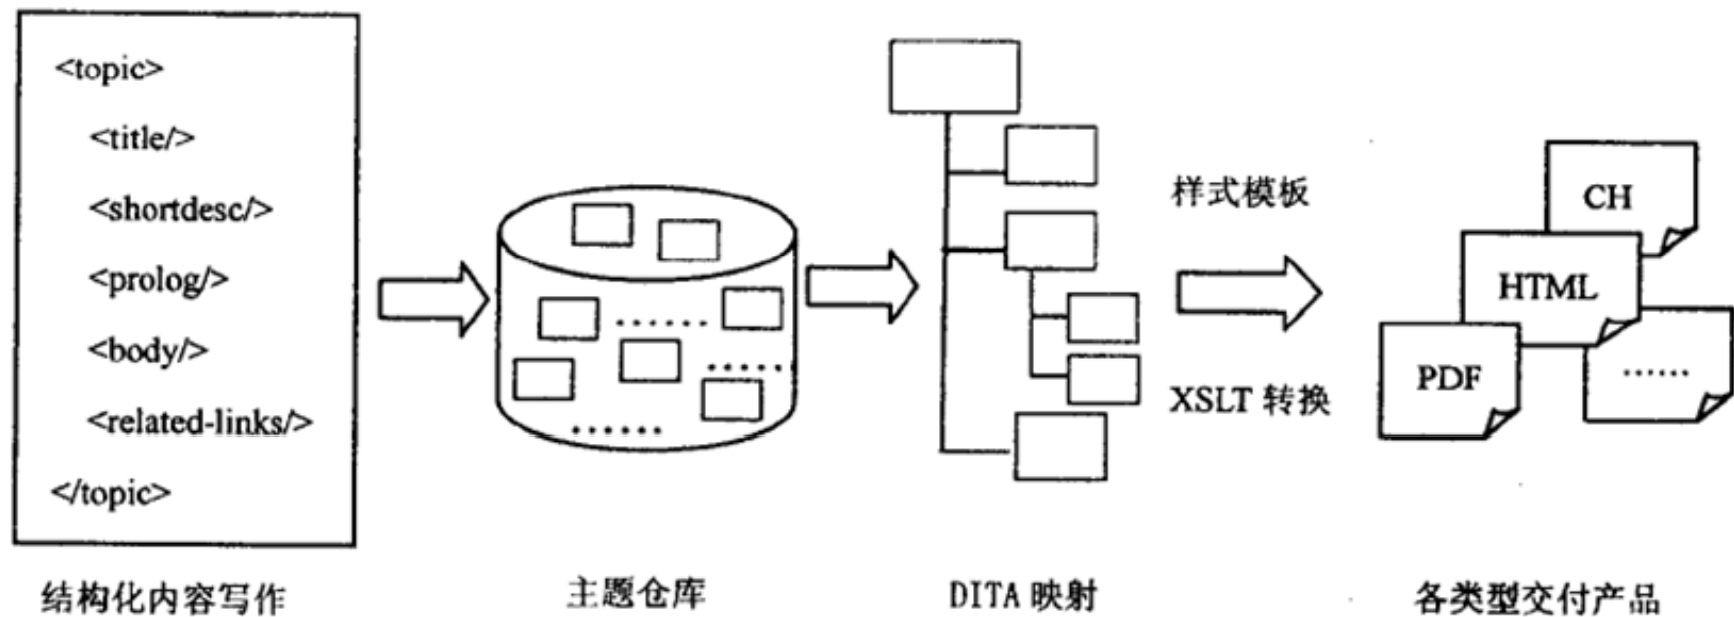 <topic>
<title/>
<shortdesc/>
<prolog/>
<body/>
<related-links/>
</topic>
结构化内容写作
主题仓库
DITA 映射
样式模板
XSLT 转换
CH
HTML
PDF
······
各类型交付产品